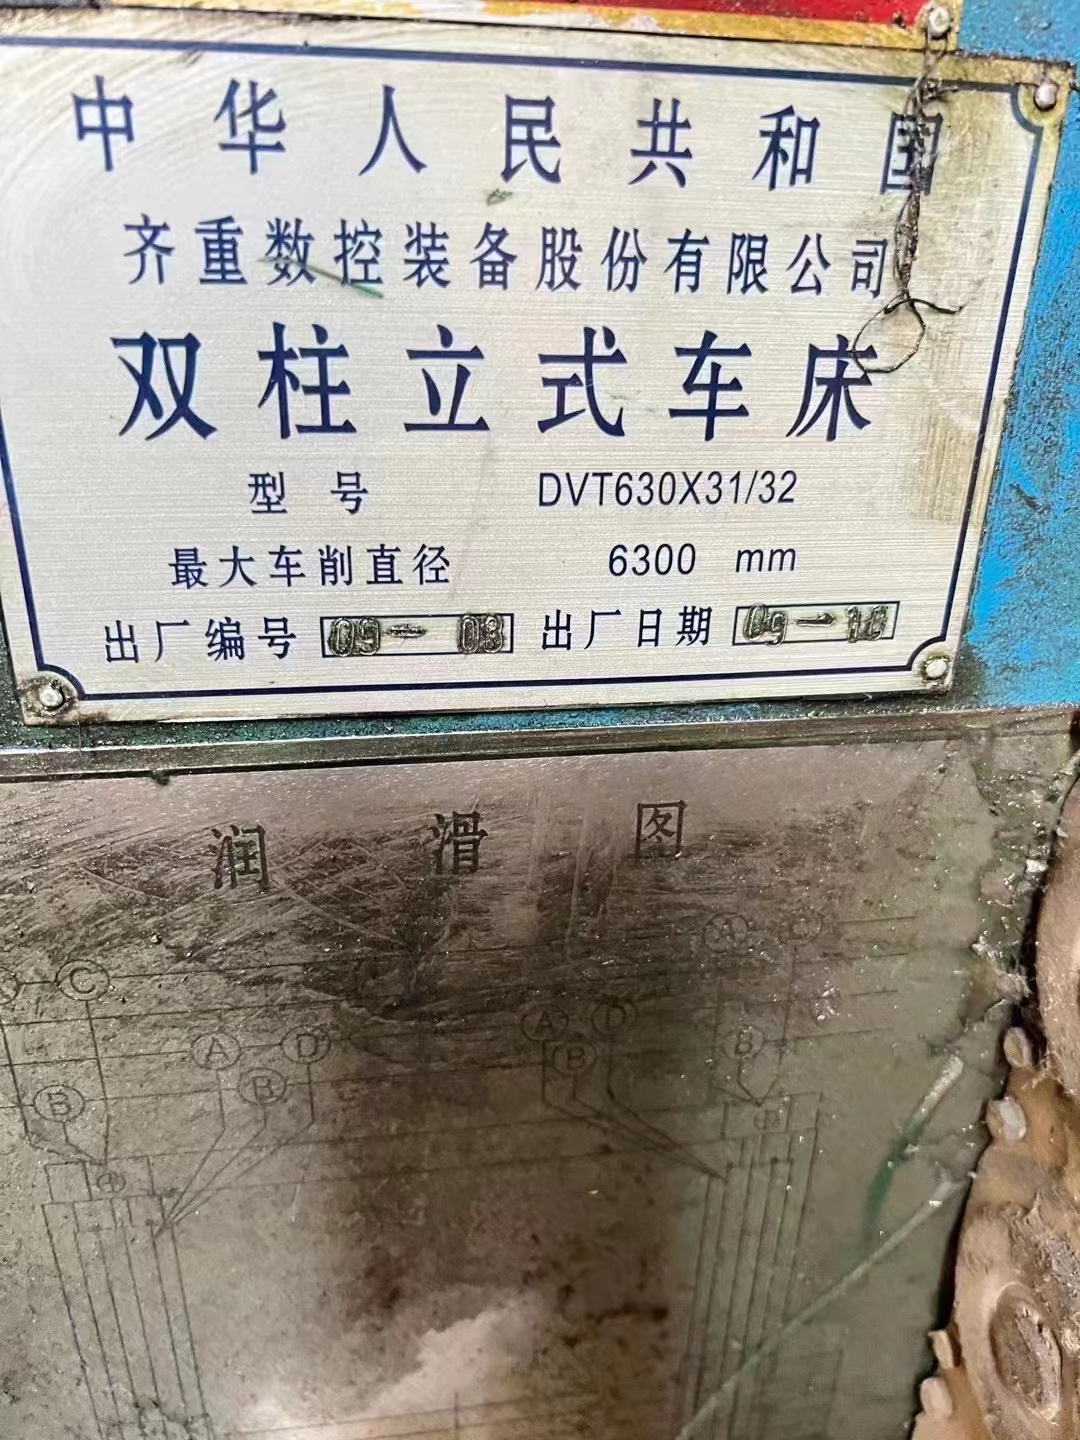 中华人民共和国
齐重数控装备股份有限公司
双柱立式车床
型号 DVT630X31/32
最大车削直径 6300 mm
出厂编号 09-08 出厂日期 09-10
润滑图
C
A D A D
B B B
B